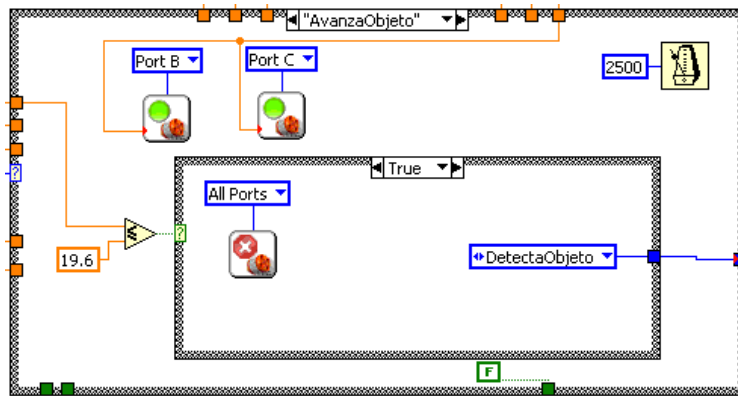 "AvanzaObjeto"
Port B
Port C
2500
True
All Ports
?
?
≤
19.6
DetectaObjeto
F